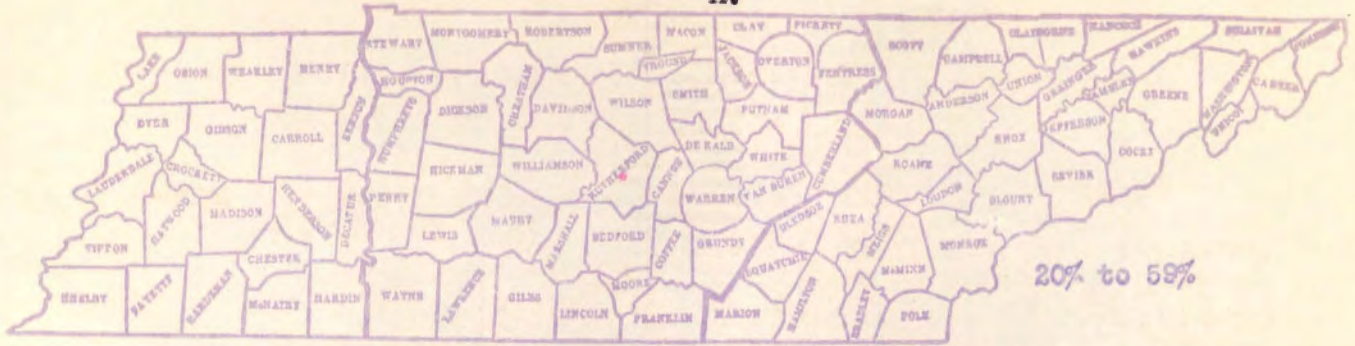 IN
LAKE
OBION
WEAKLEY
HENRY
STEWART
MONTGOMERY
ROBERTSON
SUMNER
MACON
CLAY
PICKETT
SCOTT
CLAIBORNE
HANCOCK
HAWKINS
SULLIVAN
JOHNSON
HOUSTON
TROUSDALE
JACKSON
OVERTON
FENTRESS
CAMPBELL
UNION
GRAINGER
HAMBLEN
GREENE
WASHINGTON
CARTER
UNICOI
DYER
GIBSON
CARROLL
BENTON
HUMPHREYS
DICKSON
CHEATHAM
DAVIDSON
WILSON
SMITH
PUTNAM
MORGAN
ANDERSON
KNOX
JEFFERSON
COCKE
LAUDERDALE
CROCKETT
HICKMAN
WILLIAMSON
RUTHERFORD
CANNON
DE KALB
WHITE
CUMBERLAND
ROANE
LOUDON
SEVIER
TIPTON
HAYWOOD
MADISON
HENDERSON
DECATUR
PERRY
LEWIS
MAURY
MARSHALL
BEDFORD
COFFEE
WARREN
VAN BUREN
BLEDSOE
RHEA
MEIGS
BLOUNT
MONROE
SHELBY
FAYETTE
HARDEMAN
CHESTER
McNAIRY
HARDIN
WAYNE
LAWRENCE
GILES
LINCOLN
MOORE
FRANKLIN
GRUNDY
SEQUATCHIE
MARION
HAMILTON
BRADLEY
McMINN
POLK
20% to 59%